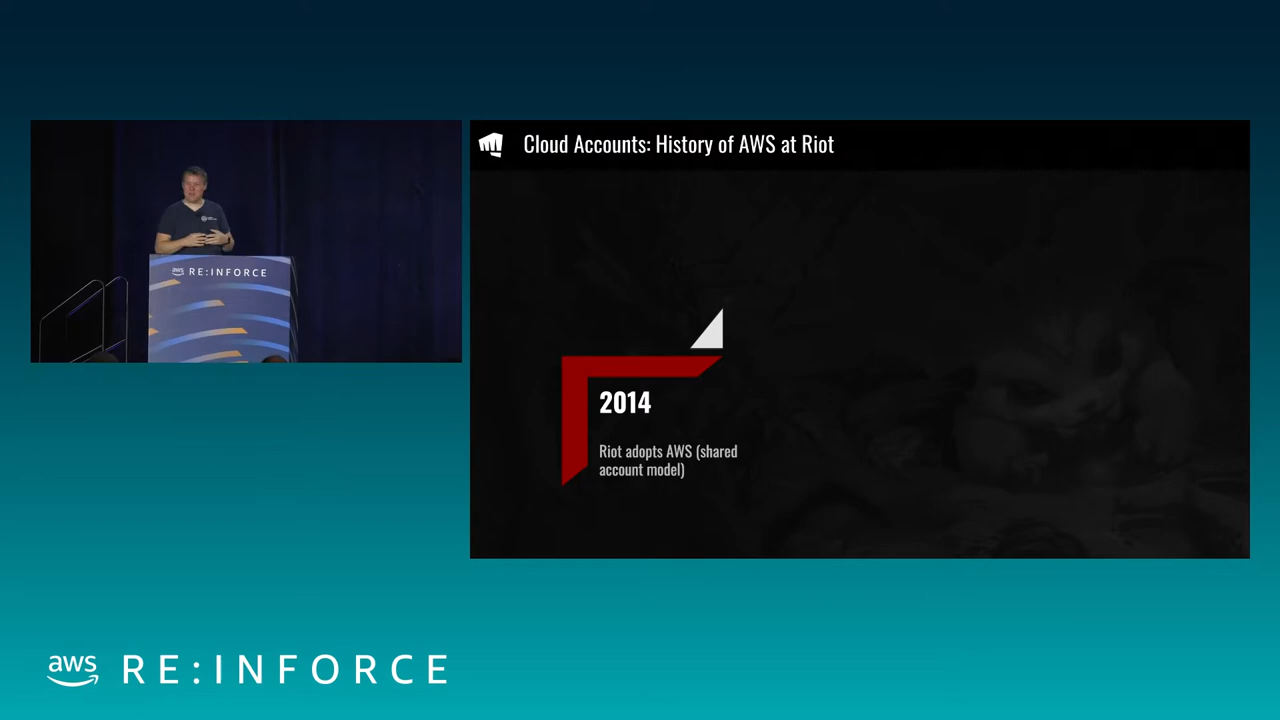 Cloud Accounts: History of AWS at Riot
aws RE:INFORCE
2014
Riot adopts AWS (shared
account model)
aws RE:INFORCE